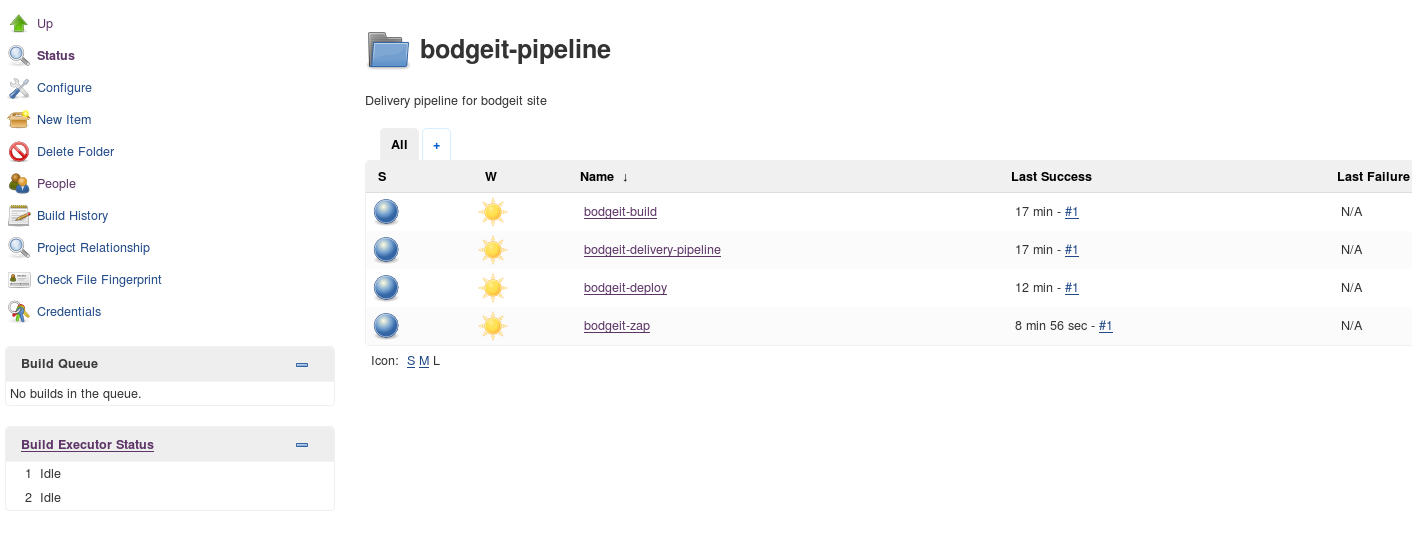 Up
Status
Configure
New Item
Delete Folder
People
Build History
Project Relationship
Check File Fingerprint
Credentials
Build Queue
No builds in the queue.
Build Executor Status
1 Idle
2 Idle
bodgeit-pipeline
Delivery pipeline for bodgeit site
All +
S W Name ↓ Last Success Last Failure
bodgeit-build 17 min - #1 N/A
bodgeit-delivery-pipeline 17 min - #1 N/A
bodgeit-deploy 12 min - #1 N/A
bodgeit-zap 8 min 56 sec - #1 N/A
Icon: S M L